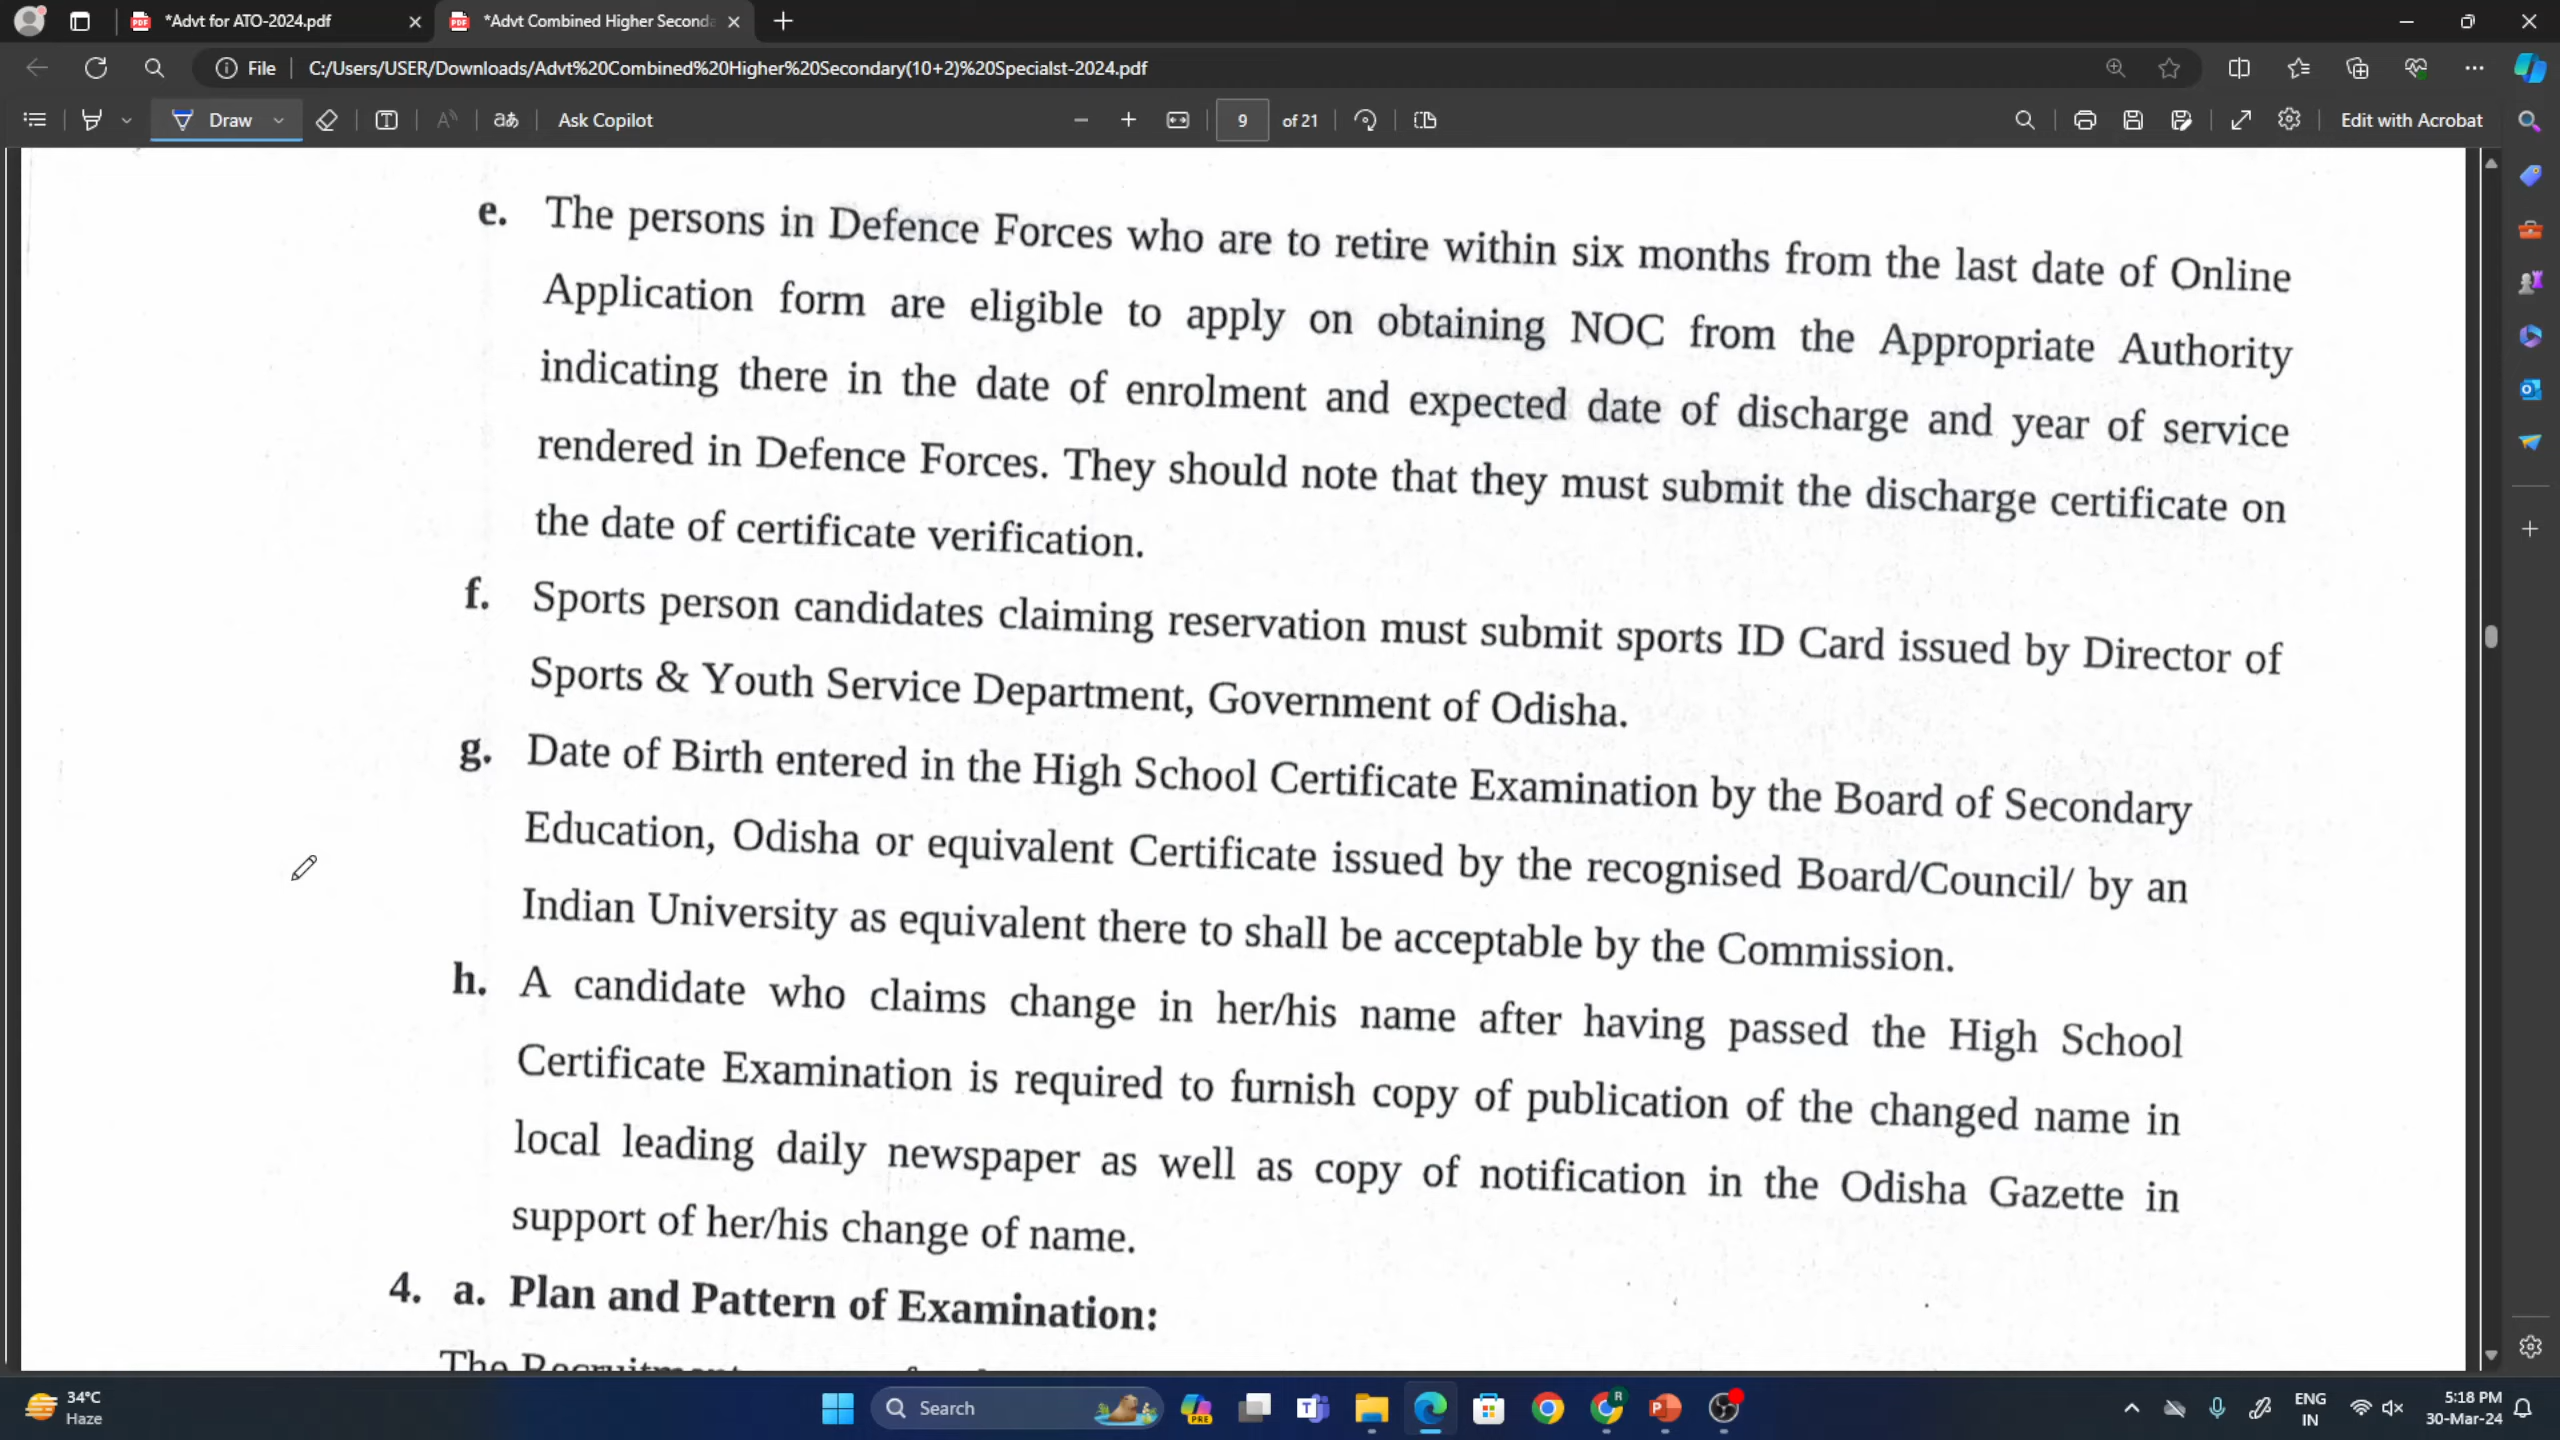 *Advt for ATO-2024.pdf
*Advt Combined Higher Seconda
File
C:/Users/USER/Downloads/Advt%20Combined%20Higher%20Secondary(10+2)%20Specialst-2024.pdf
Draw
Ask Copilot
9 of 21
Edit with Acrobat
e. The persons in Defence Forces who are to retire within six months from the last date of Online
Application form are eligible to apply on obtaining NOC from the Appropriate Authority
indicating there in the date of enrolment and expected date of discharge and year of service
rendered in Defence Forces. They should note that they must submit the discharge certificate on
the date of certificate verification.
f. Sports person candidates claiming reservation must submit sports ID Card issued by Director of
Sports & Youth Service Department, Government of Odisha.
g. Date of Birth entered in the High School Certificate Examination by the Board of Secondary
Education, Odisha or equivalent Certificate issued by the recognised Board/Council/ by an
Indian University as equivalent there to shall be acceptable by the Commission.
h. A candidate who claims change in her/his name after having passed the High School
Certificate Examination is required to furnish copy of publication of the changed name in
local leading daily newspaper as well as copy of notification in the Odisha Gazette in
support of her/his change of name.
4. a. Plan and Pattern of Examination:
The
34°C
Haze
Search
ENG
IN
5:18 PM
30-Mar-24